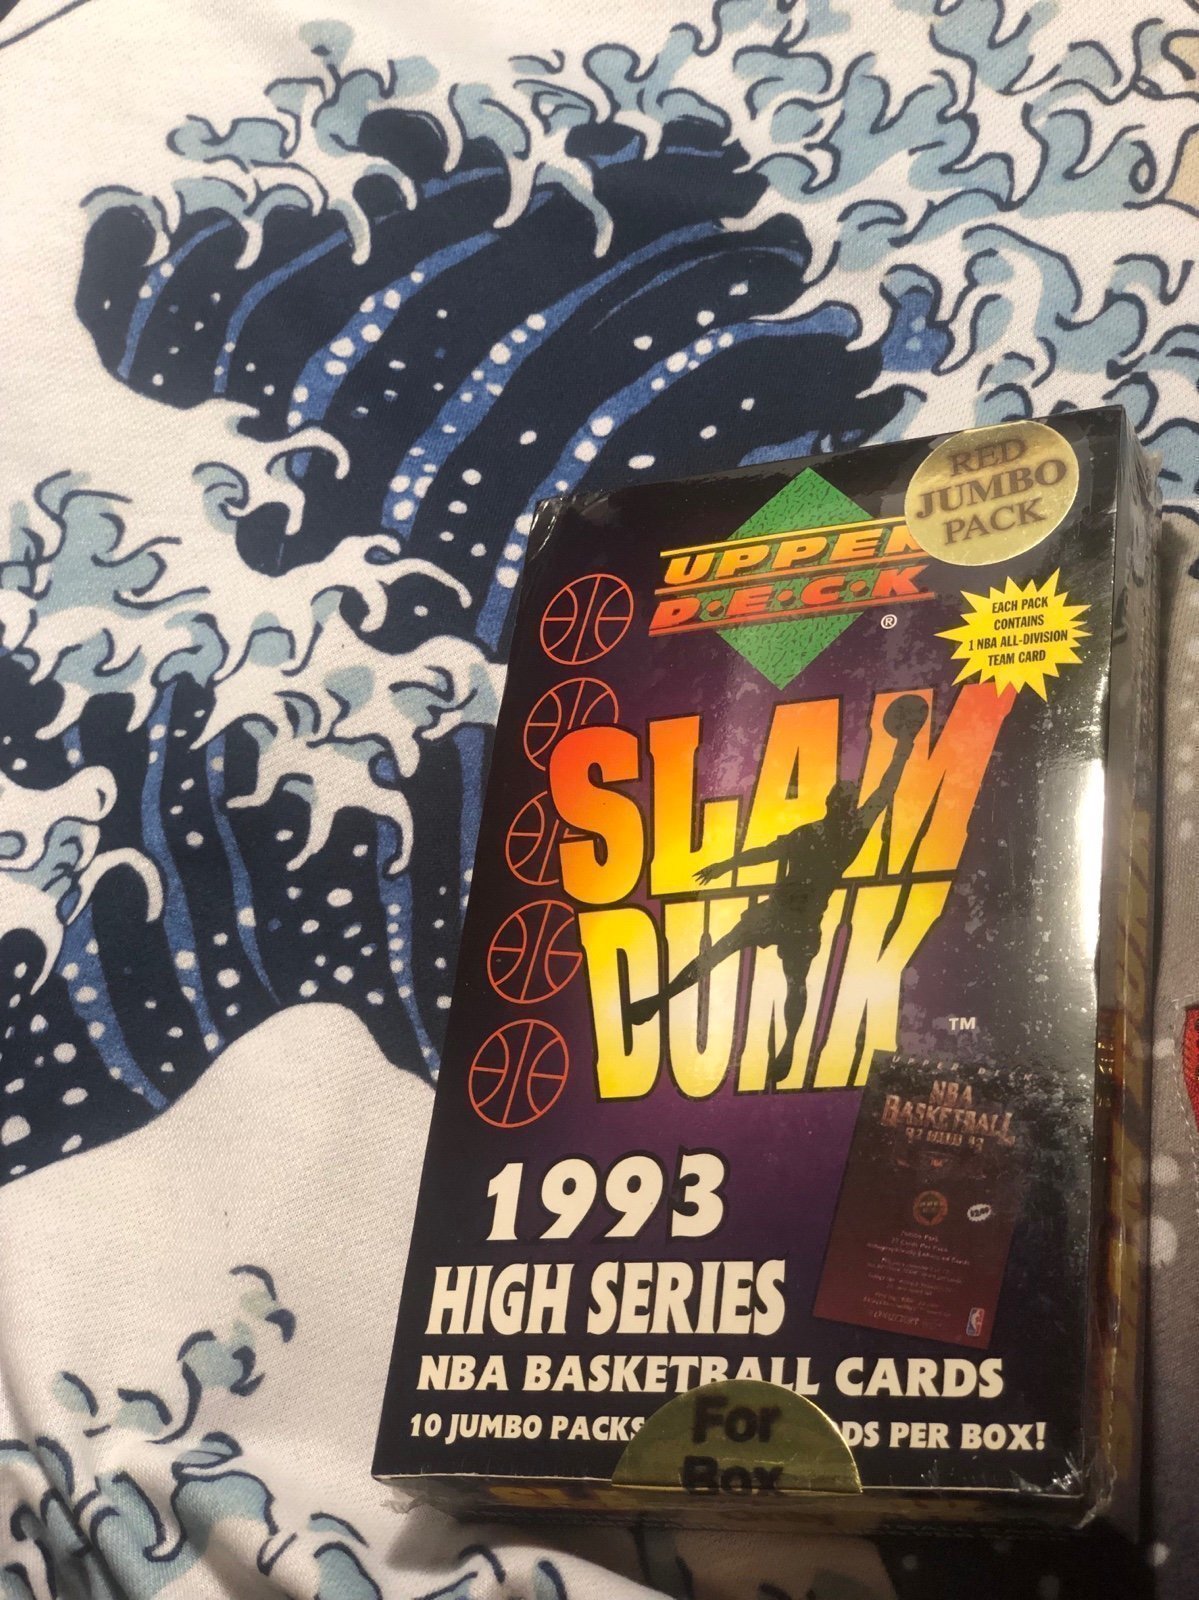 RED
JUMBO
PACK
UPPER
D·E·C·K
®
EACH PACK
CONTAINS
1 NBA ALL-DIVISION
TEAM CARD
SLAM
DUNK
TM
UPPER DECK
NBA
BASKETBALL
1993
HIGH SERIES
NBA BASKETBALL CARDS
10 JUMBO PACKS DS PER BOX!
For
Box